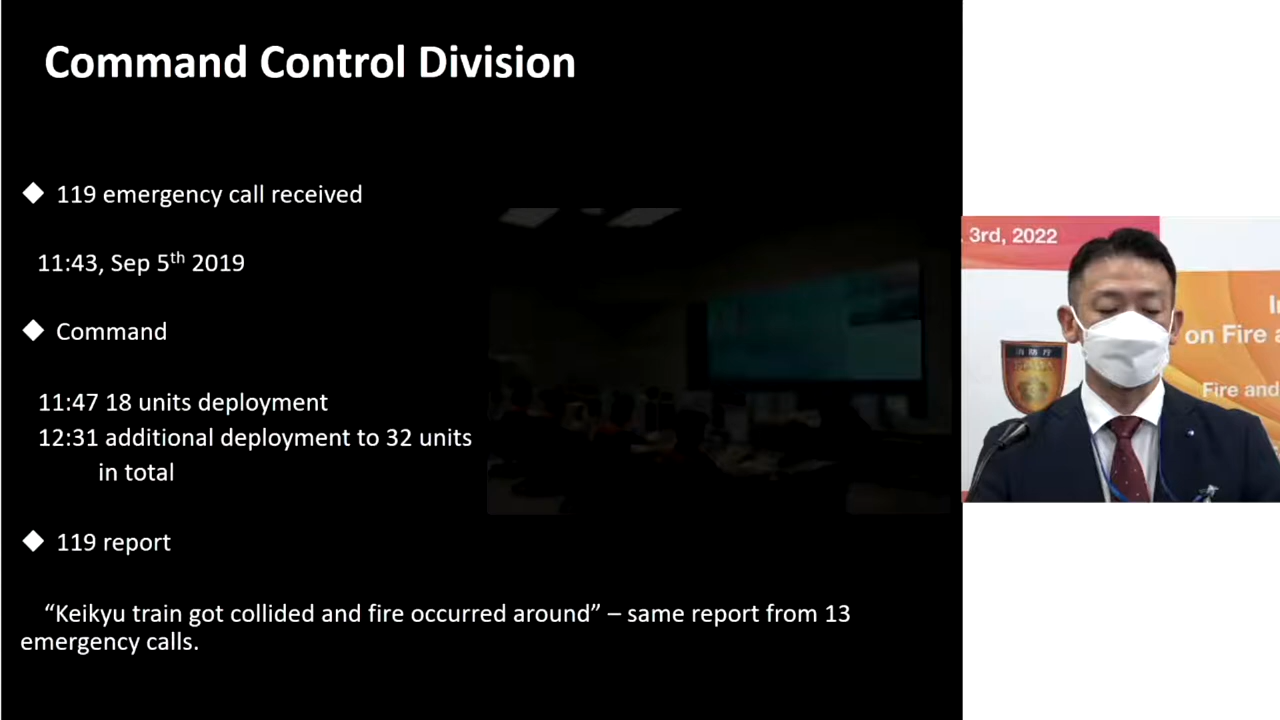 Command Control Division
◆ 119 emergency call received
11:43, Sep 5th 2019
◆ Command
11:47 18 units deployment
12:31 additional deployment to 32 units
in total
◆ 119 report
“Keikyu train got collided and fire occurred around” – same report from 13
emergency calls.
3rd, 2022
on Fire
Fire and